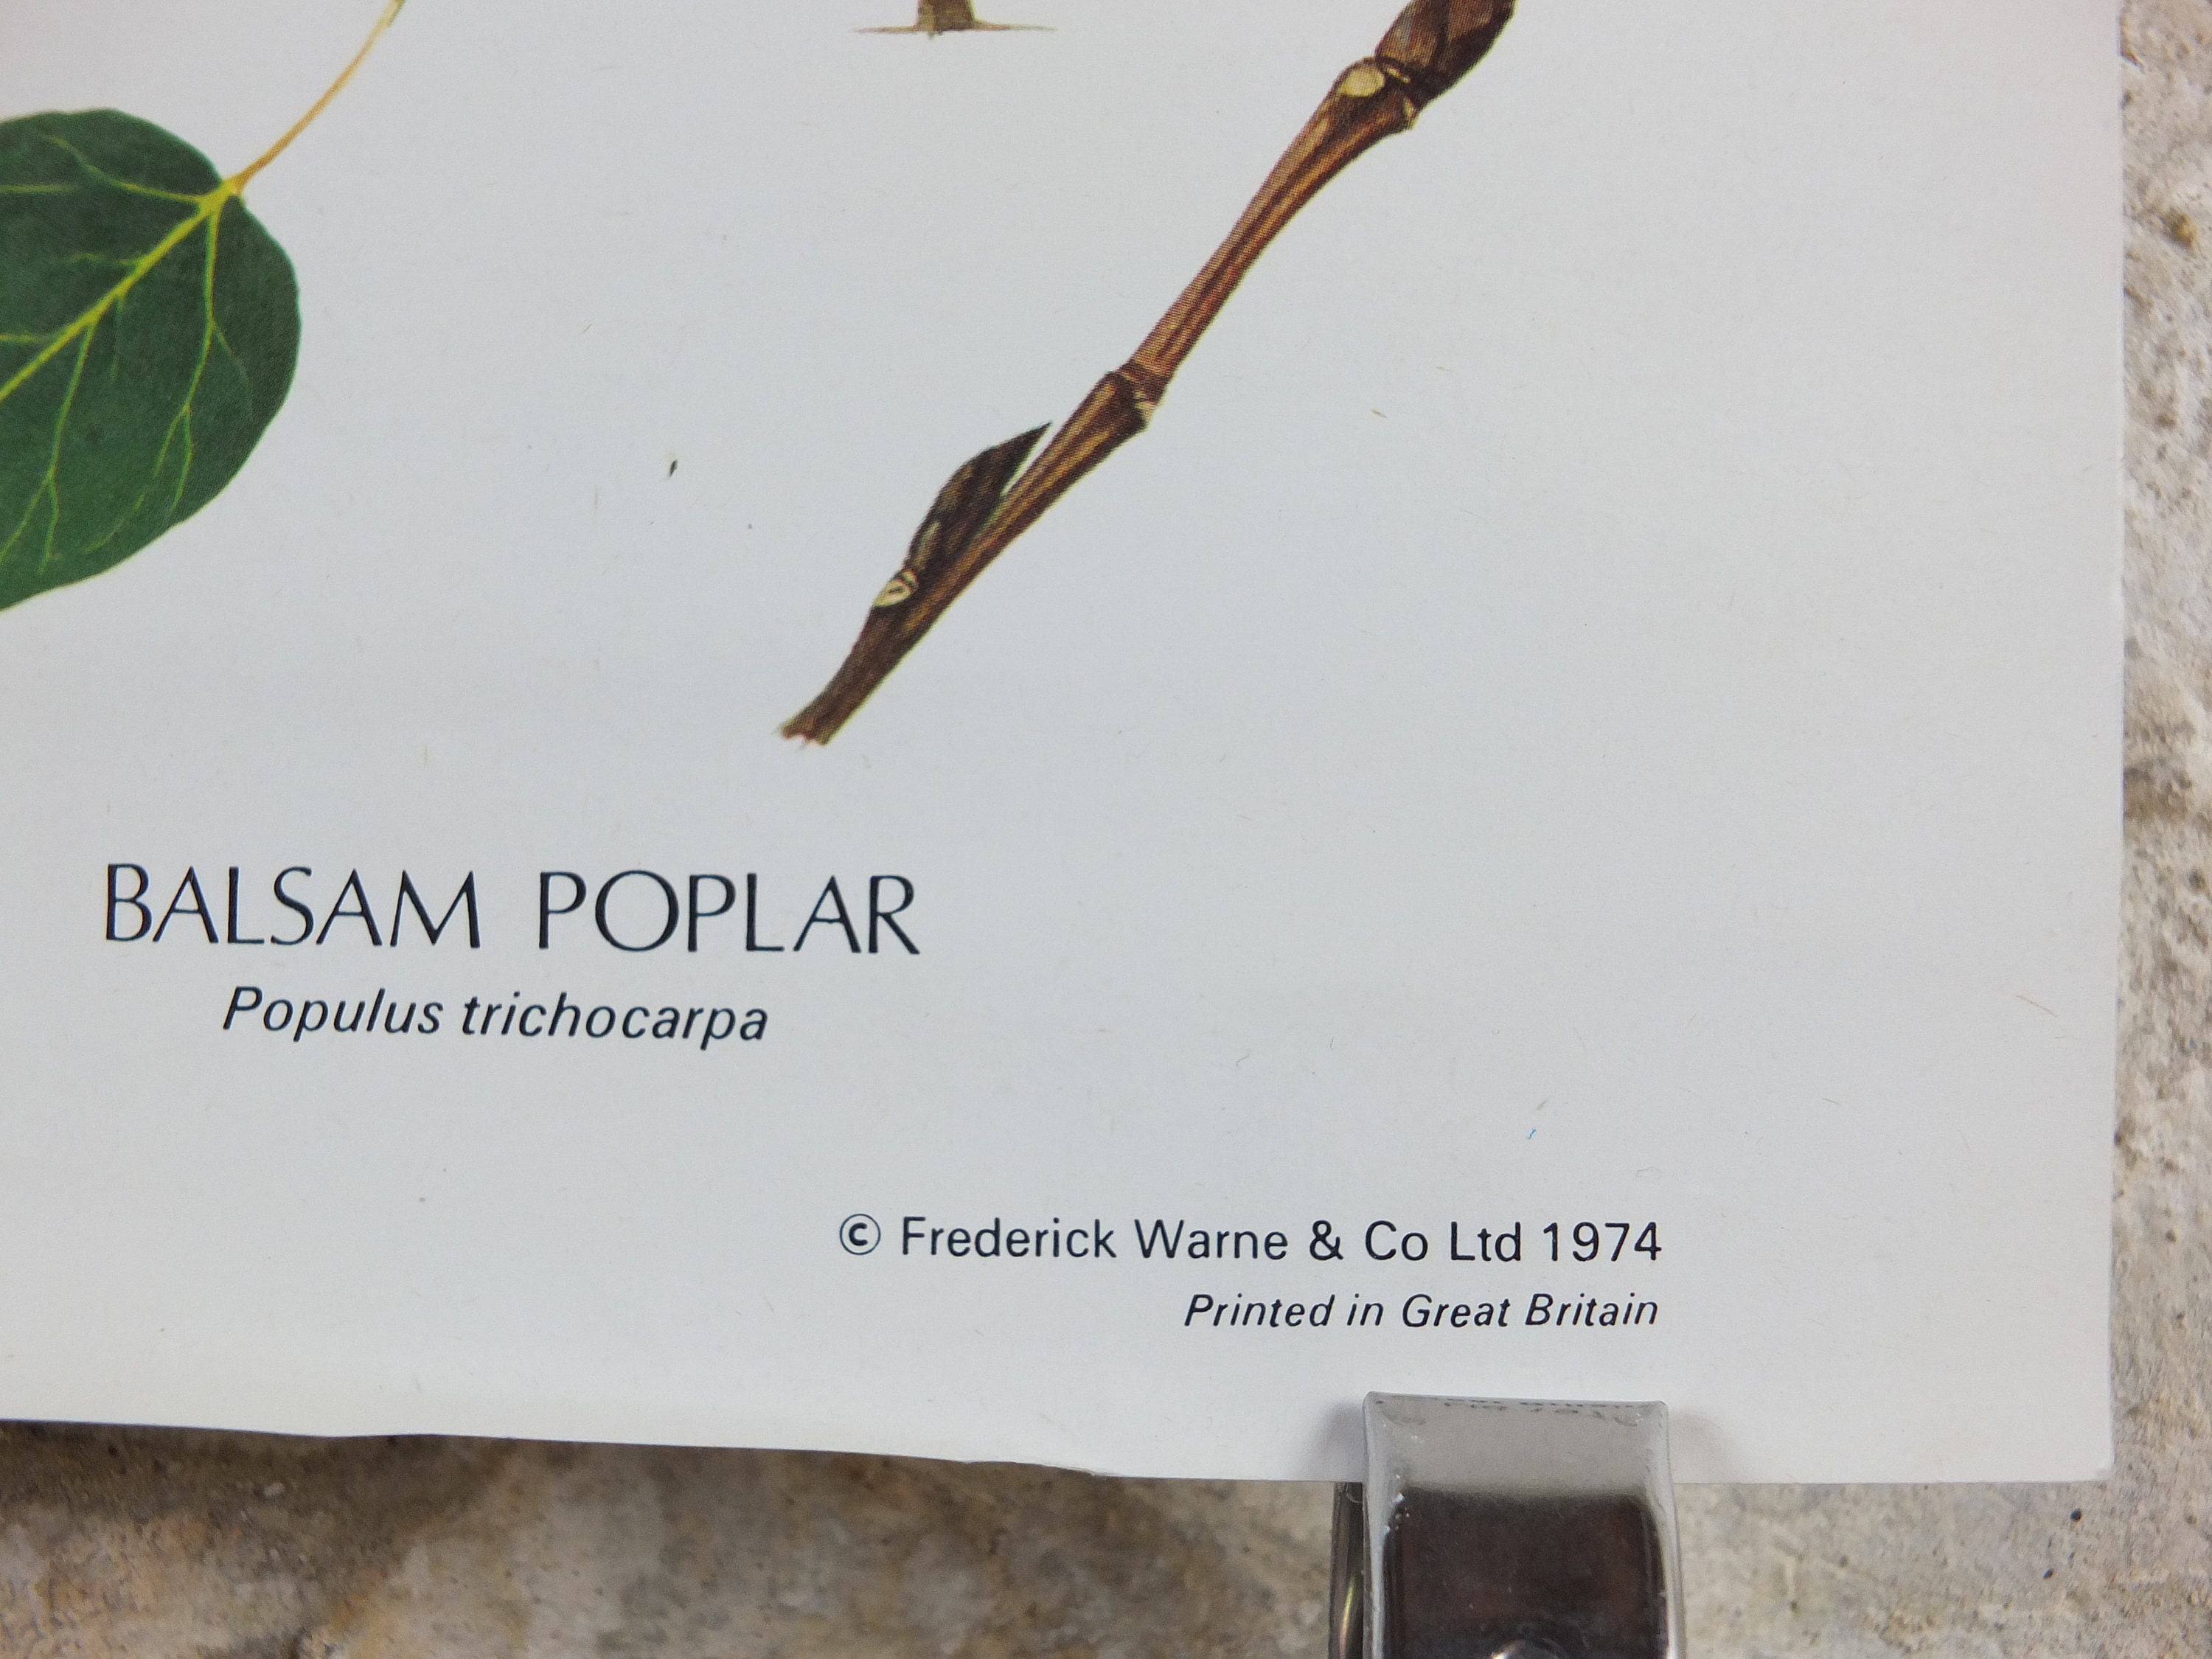 BALSAM POPLAR
Populus trichocarpa
© Frederick Warne & Co Ltd 1974
Printed in Great Britain